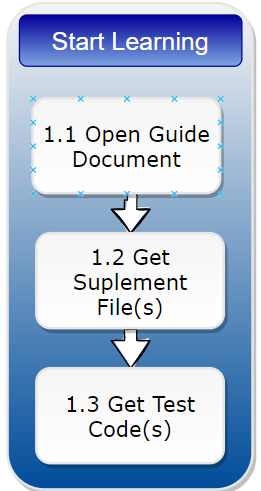 Start Learning
1.1 Open Guide
Document
1.2 Get
Suplement
File(s)
1.3 Get Test
Code(s)